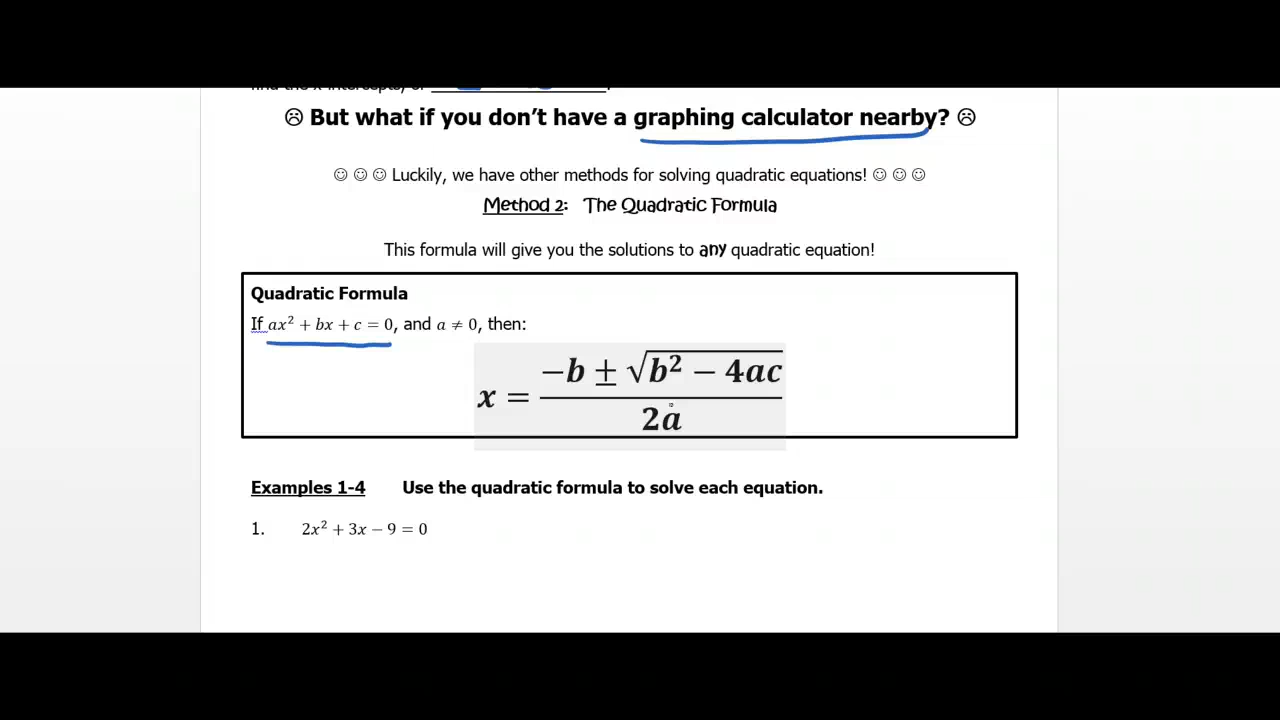 ☹ But what if you don't have a graphing calculator nearby? ☹
☺ ☺ ☺ Luckily, we have other methods for solving quadratic equations! ☺ ☺ ☺
Method 2: The Quadratic Formula
This formula will give you the solutions to any quadratic equation!
Quadratic Formula
If ax² + bx + c = 0, and a ≠ 0, then:
x = (−b ± √(b² − 4ac)) / 2a
Examples 1-4 Use the quadratic formula to solve each equation.
1. 2x² + 3x − 9 = 0